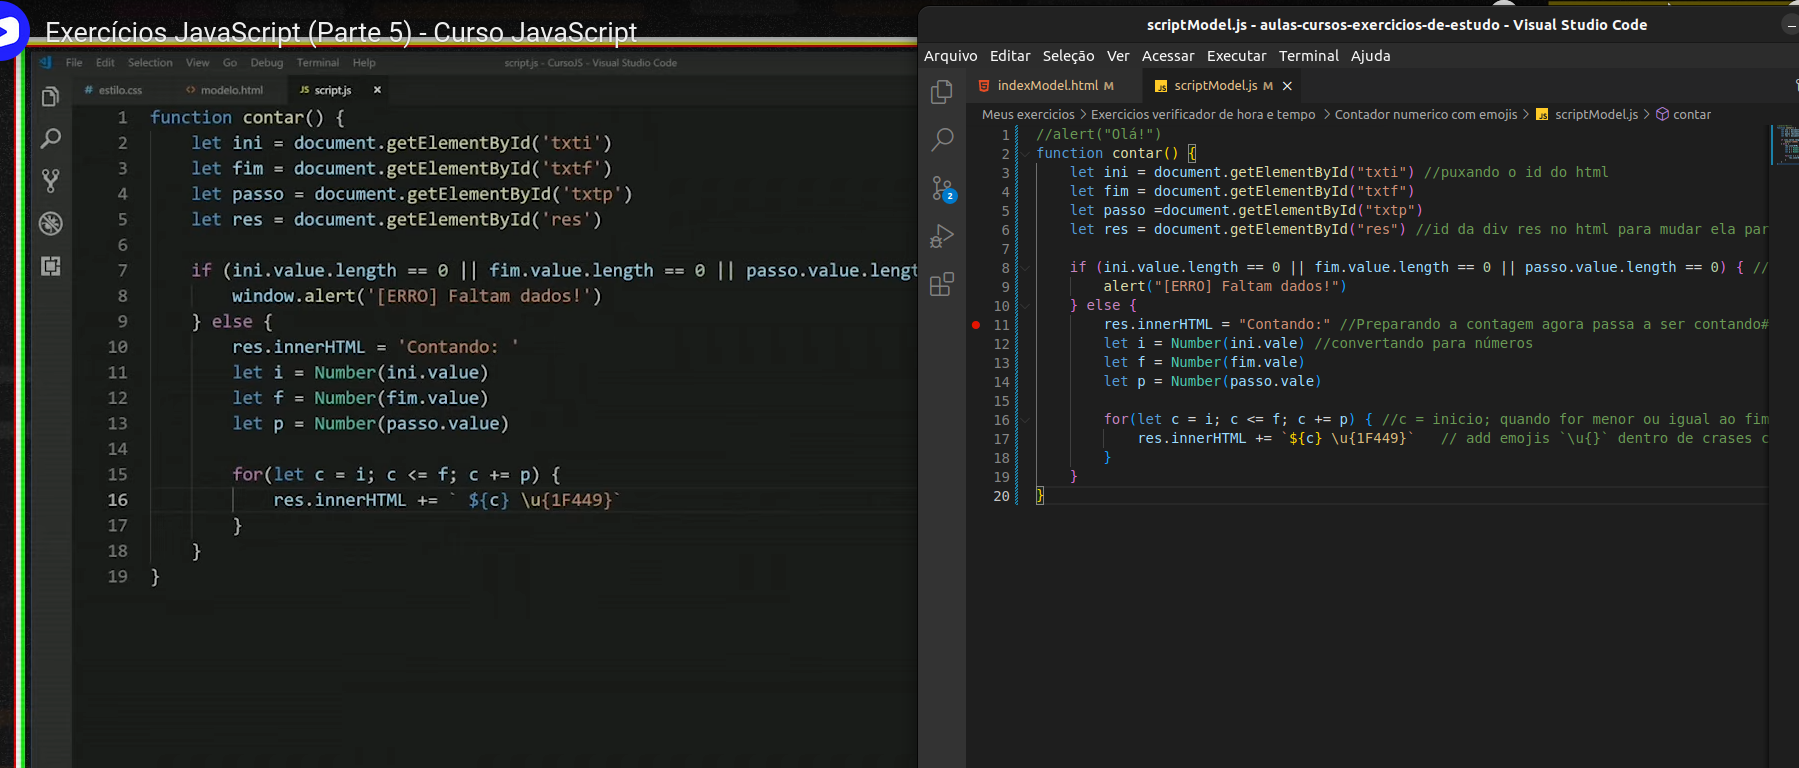 Exercícios JavaScript (Parte 5) - Curso JavaScript
File Edit Selection View Go Debug Terminal Help
script.js - CursoJS - Visual Studio Code
# estilo.css <> modelo.html JS script.js ×
1 function contar() {
2 let ini = document.getElementById('txti')
3 let fim = document.getElementById('txtf')
4 let passo = document.getElementById('txtp')
5 let res = document.getElementById('res')
6
7 if (ini.value.length == 0 || fim.value.length == 0 || passo.value.lengt
8 window.alert('[ERRO] Faltam dados!')
9 } else {
10 res.innerHTML = 'Contando: '
11 let i = Number(ini.value)
12 let f = Number(fim.value)
13 let p = Number(passo.value)
14
15 for(let c = i; c <= f; c += p) {
16 res.innerHTML += ` ${c} \u{1F449}`
17 }
18 }
19 }
scriptModel.js - aulas-cursos-exercicios-de-estudo - Visual Studio Code
Arquivo Editar Seleção Ver Acessar Executar Terminal Ajuda
indexModel.html M JS scriptModel.js M ×
Meus exercicios > Exercicios verificador de hora e tempo > Contador numerico com emojis > JS scriptModel.js > contar
2
1 //alert("Olá!")
2 function contar() {
3 let ini = document.getElementById("txti") //puxando o id do html
4 let fim = document.getElementById("txtf")
5 let passo =document.getElementById("txtp")
6 let res = document.getElementById("res") //id da div res no html para mudar ela par
7
8 if (ini.value.length == 0 || fim.value.length == 0 || passo.value.length == 0) { //
9 alert("[ERRO] Faltam dados!")
10 } else {
11 res.innerHTML = "Contando:" //Preparando a contagem agora passa a ser contando#
12 let i = Number(ini.vale) //convertando para números
13 let f = Number(fim.vale)
14 let p = Number(passo.vale)
15
16 for(let c = i; c <= f; c += p) { //c = inicio; quando for menor ou igual ao fim
17 res.innerHTML += `${c} \u{1F449}` // add emojis `\u{}` dentro de crases c
18 }
19 }
20 }